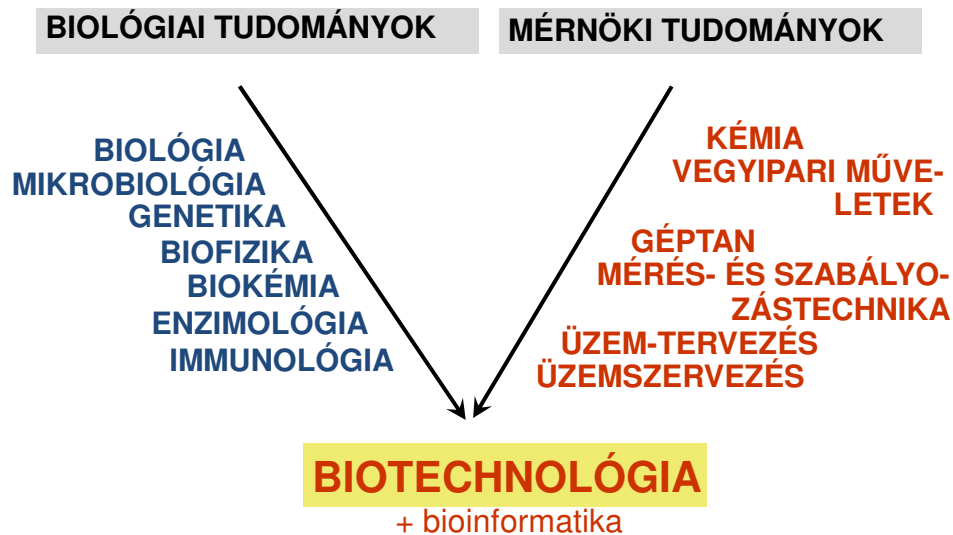 BIOLÓGIAI TUDOMÁNYOK
MÉRNÖKI TUDOMÁNYOK
BIOLÓGIA
MIKROBIOLÓGIA
GENETIKA
BIOFIZIKA
BIOKÉMIA
ENZIMOLÓGIA
IMMUNOLÓGIA
KÉMIA
VEGYIPARI MŰVE-
LETEK
GÉPTAN
MÉRÉS- ÉS SZABÁLYO-
ZÁSTECHNIKA
ÜZEM-TERVEZÉS
ÜZEMSZERVEZÉS
BIOTECHNOLÓGIA
+ bioinformatika